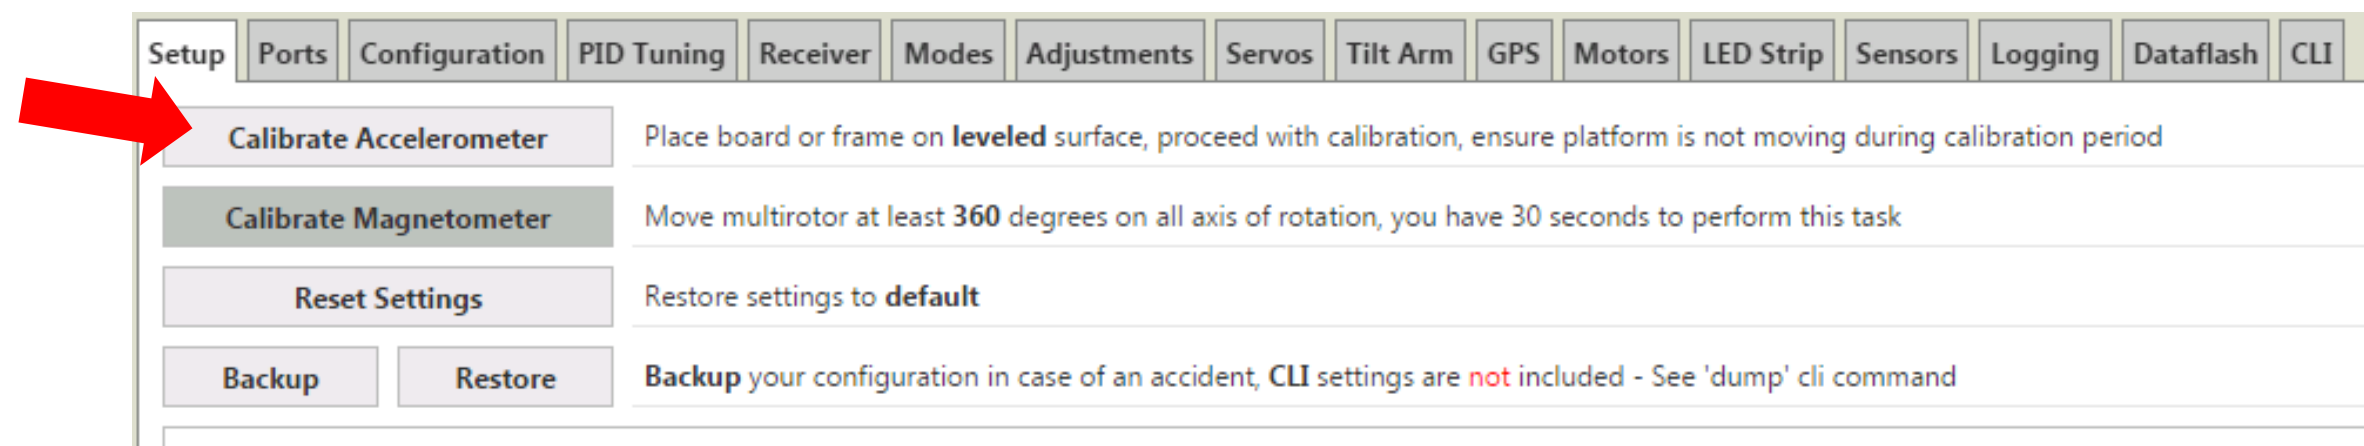 Setup Ports Configuration PID Tuning Receiver Modes Adjustments Servos Tilt Arm GPS Motors LED Strip Sensors Logging Dataflash CLI
Calibrate Accelerometer Place board or frame on leveled surface, proceed with calibration, ensure platform is not moving during calibration period
Calibrate Magnetometer Move multirotor at least 360 degrees on all axis of rotation, you have 30 seconds to perform this task
Reset Settings Restore settings to default
Backup Restore Backup your configuration in case of an accident, CLI settings are not included - See 'dump' cli command